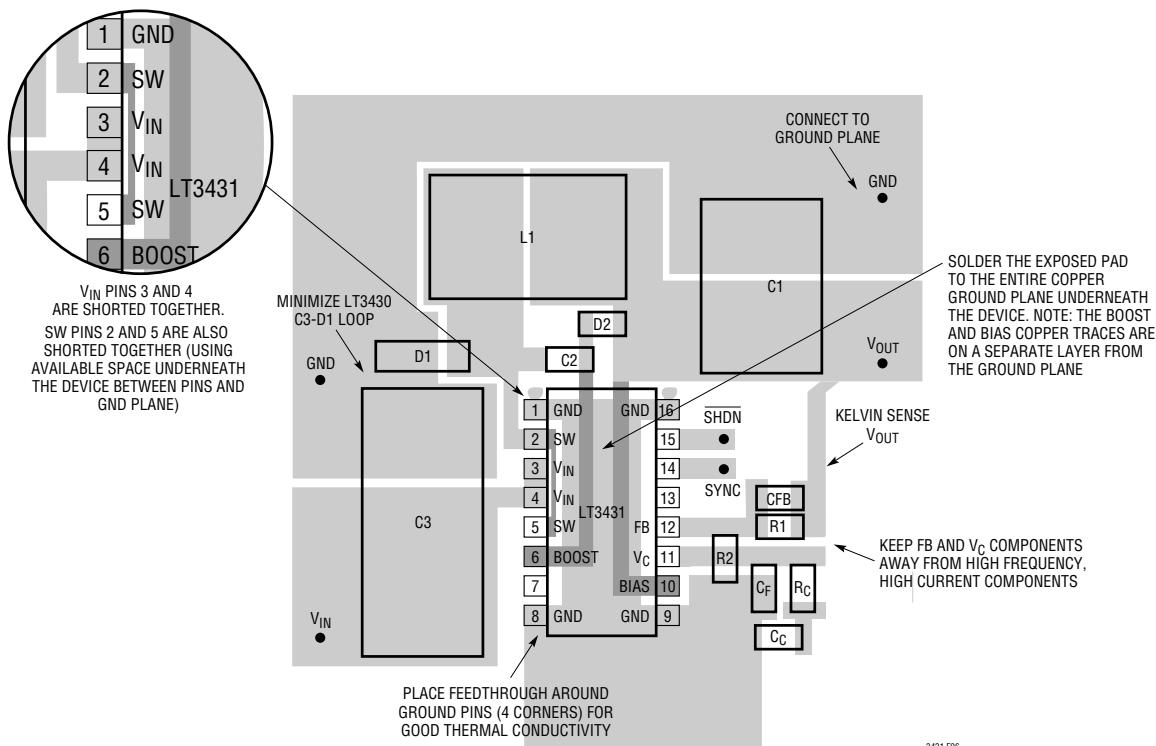 1 GND
2 SW
3 VIN
4 VIN
LT3431
5 SW
6 BOOST
VIN PINS 3 AND 4
ARE SHORTED TOGETHER.
SW PINS 2 AND 5 ARE ALSO
SHORTED TOGETHER (USING
AVAILABLE SPACE UNDERNEATH
THE DEVICE BETWEEN PINS AND
GND PLANE)
MINIMIZE LT3430
C3-D1 LOOP
CONNECT TO
GROUND PLANE
GND
L1
C1
D2
C2
D1
GND
VOUT
SOLDER THE EXPOSED PAD
TO THE ENTIRE COPPER
GROUND PLANE UNDERNEATH
THE DEVICE. NOTE: THE BOOST
AND BIAS COPPER TRACES ARE
ON A SEPARATE LAYER FROM
THE GROUND PLANE
1 GND GND 16
2 SW 15
3 VIN 14
4 VIN 13
LT3431
5 SW FB 12
6 BOOST VC 11
7 BIAS 10
8 GND GND 9
SHDN
SYNC
KELVIN SENSE
VOUT
CFB
R1
R2
CF
RC
CC
KEEP FB AND VC COMPONENTS
AWAY FROM HIGH FREQUENCY,
HIGH CURRENT COMPONENTS
C3
VIN
PLACE FEEDTHROUGH AROUND
GROUND PINS (4 CORNERS) FOR
GOOD THERMAL CONDUCTIVITY